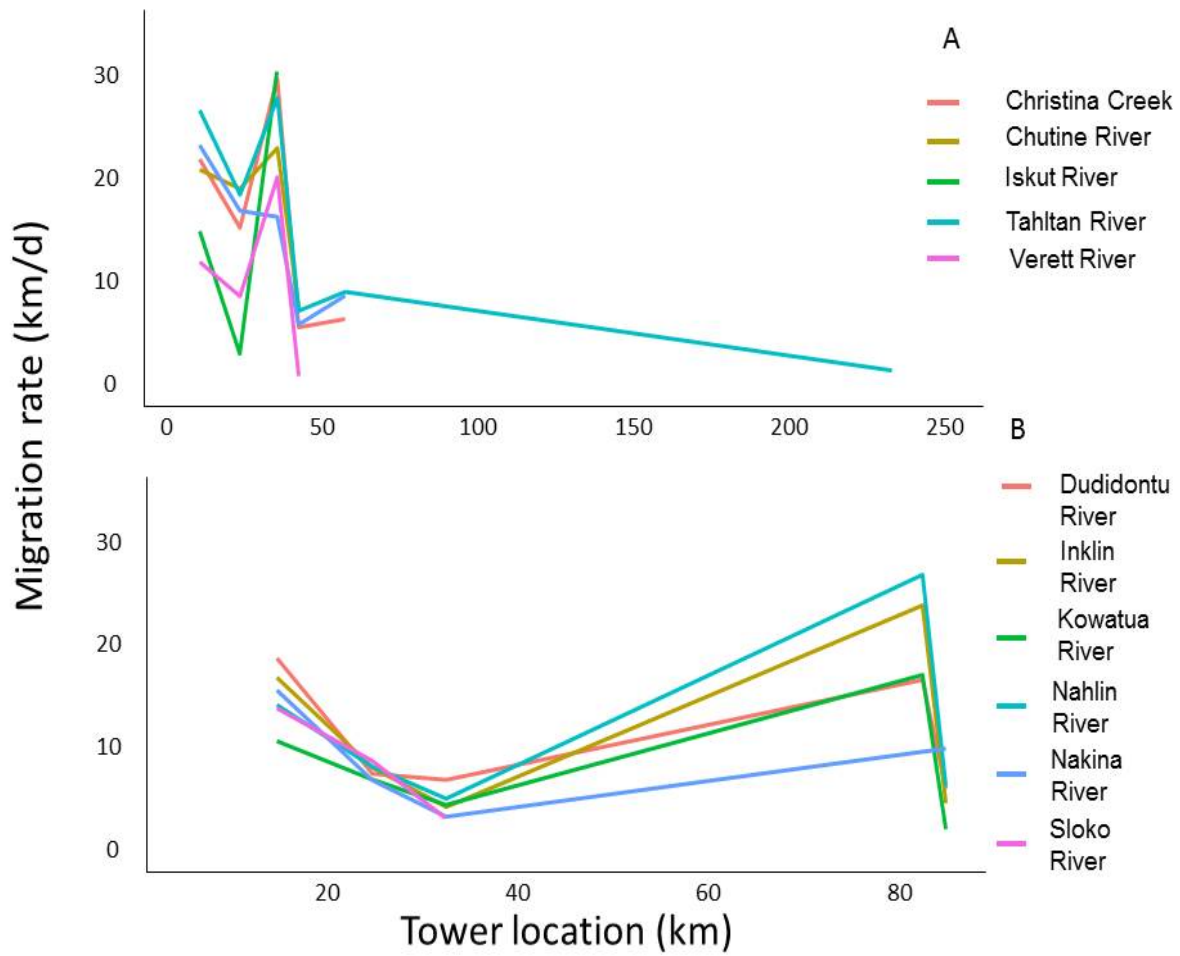 A
30
20
10
0
Christina Creek
Chutine River
Iskut River
Tahltan River
Verett River
0 50 100 150 200 250
Migration rate (km/d)
B
30
20
10
0
Dudidontu
River
Inklin
River
Kowatua
River
Nahlin
River
Nakina
River
Sloko
River
20 40 60 80
Tower location (km)